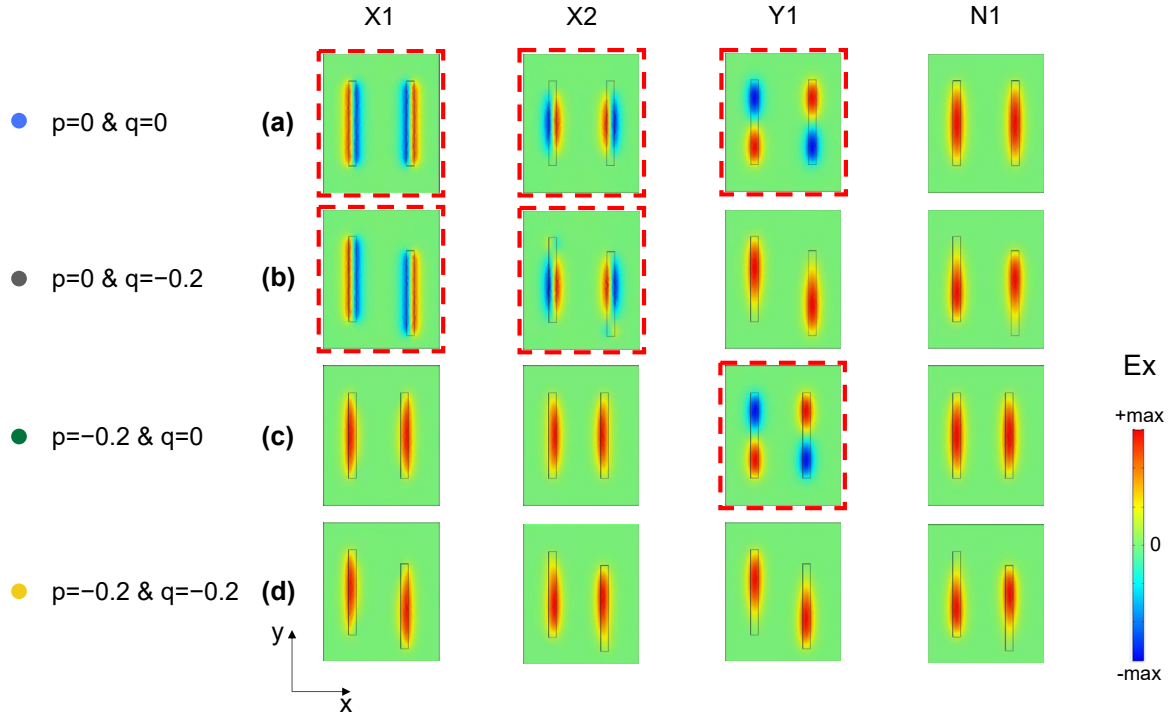 X1 X2 Y1 N1
p=0 & q=0 (a)
p=0 & q=−0.2 (b)
p=−0.2 & q=0 (c)
p=−0.2 & q=−0.2 (d)
Ex
+max
0
-max
y
x